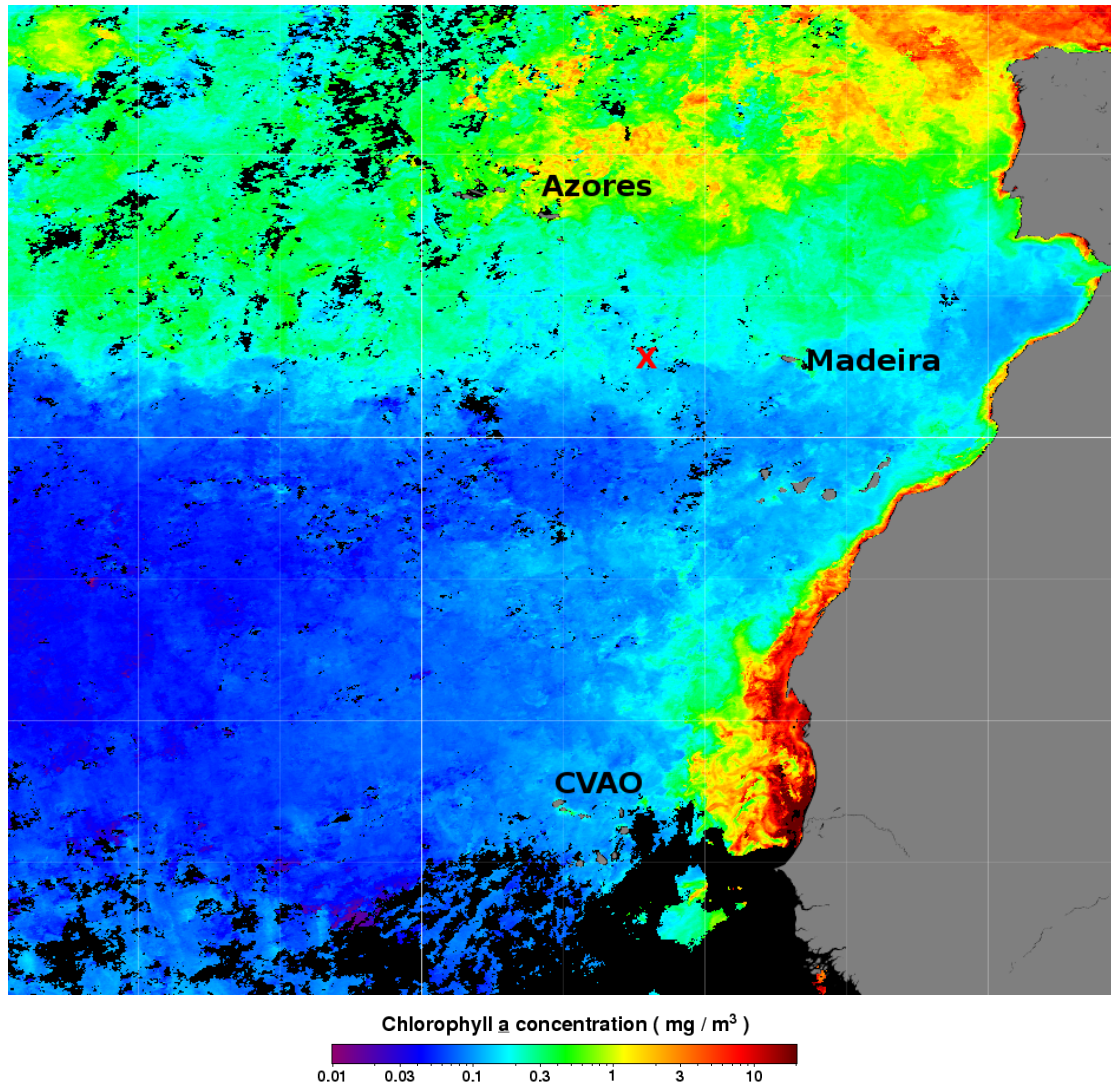 Azores
X
Madeira
CVAO
Chlorophyll a concentration ( mg / m³ )
0.01 0.03 0.1 0.3 1 3 10